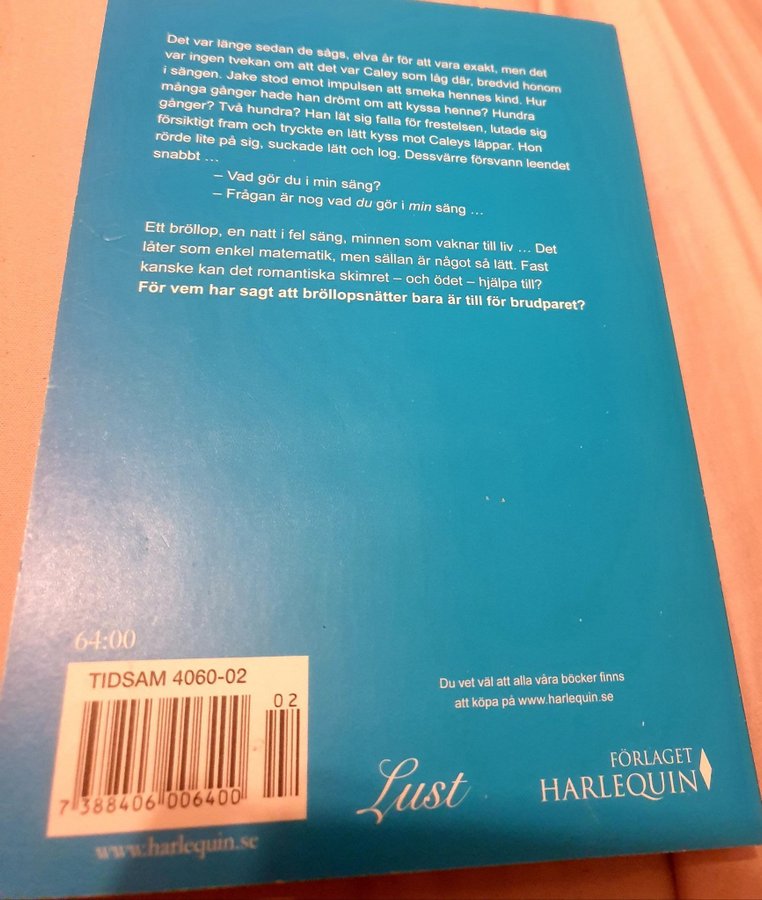 Det var länge sedan de sågs, elva år för att vara exakt, men det
var ingen tvekan om att det var Caley som låg där, bredvid honom
i sängen. Jake stod emot impulsen att smeka hennes kind. Hur
många gånger hade han drömt om att kyssa henne? Hundra
gånger? Två hundra? Han lät sig falla för frestelsen, lutade sig
försiktigt fram och tryckte en lätt kyss mot Caleys läppar. Hon
rörde lite på sig, suckade lätt och log. Dessvärre försvann leendet
snabbt …
– Vad gör du i min säng?
– Frågan är nog vad du gör i min säng …
Ett bröllop, en natt i fel säng, minnen som vaknar till liv … Det
låter som enkel matematik, men sällan är något så lätt. Fast
kanske kan det romantiska skimret – och ödet – hjälpa till?
För vem har sagt att bröllopsnätter bara är till för brudparet?
64:00
TIDSAM 4060-02
02
7 388406 006400
www.harlequin.se
Du vet väl att alla våra böcker finns
att köpa på www.harlequin.se
Lust
FÖRLAGET
HARLEQUIN